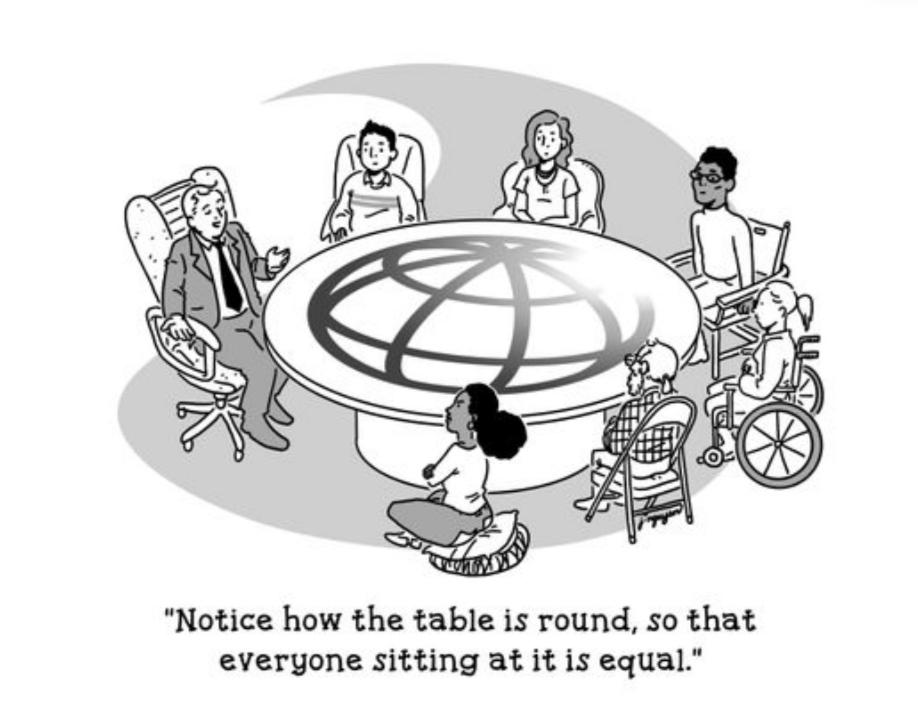 "Notice how the table is round, so that
everyone sitting at it is equal."